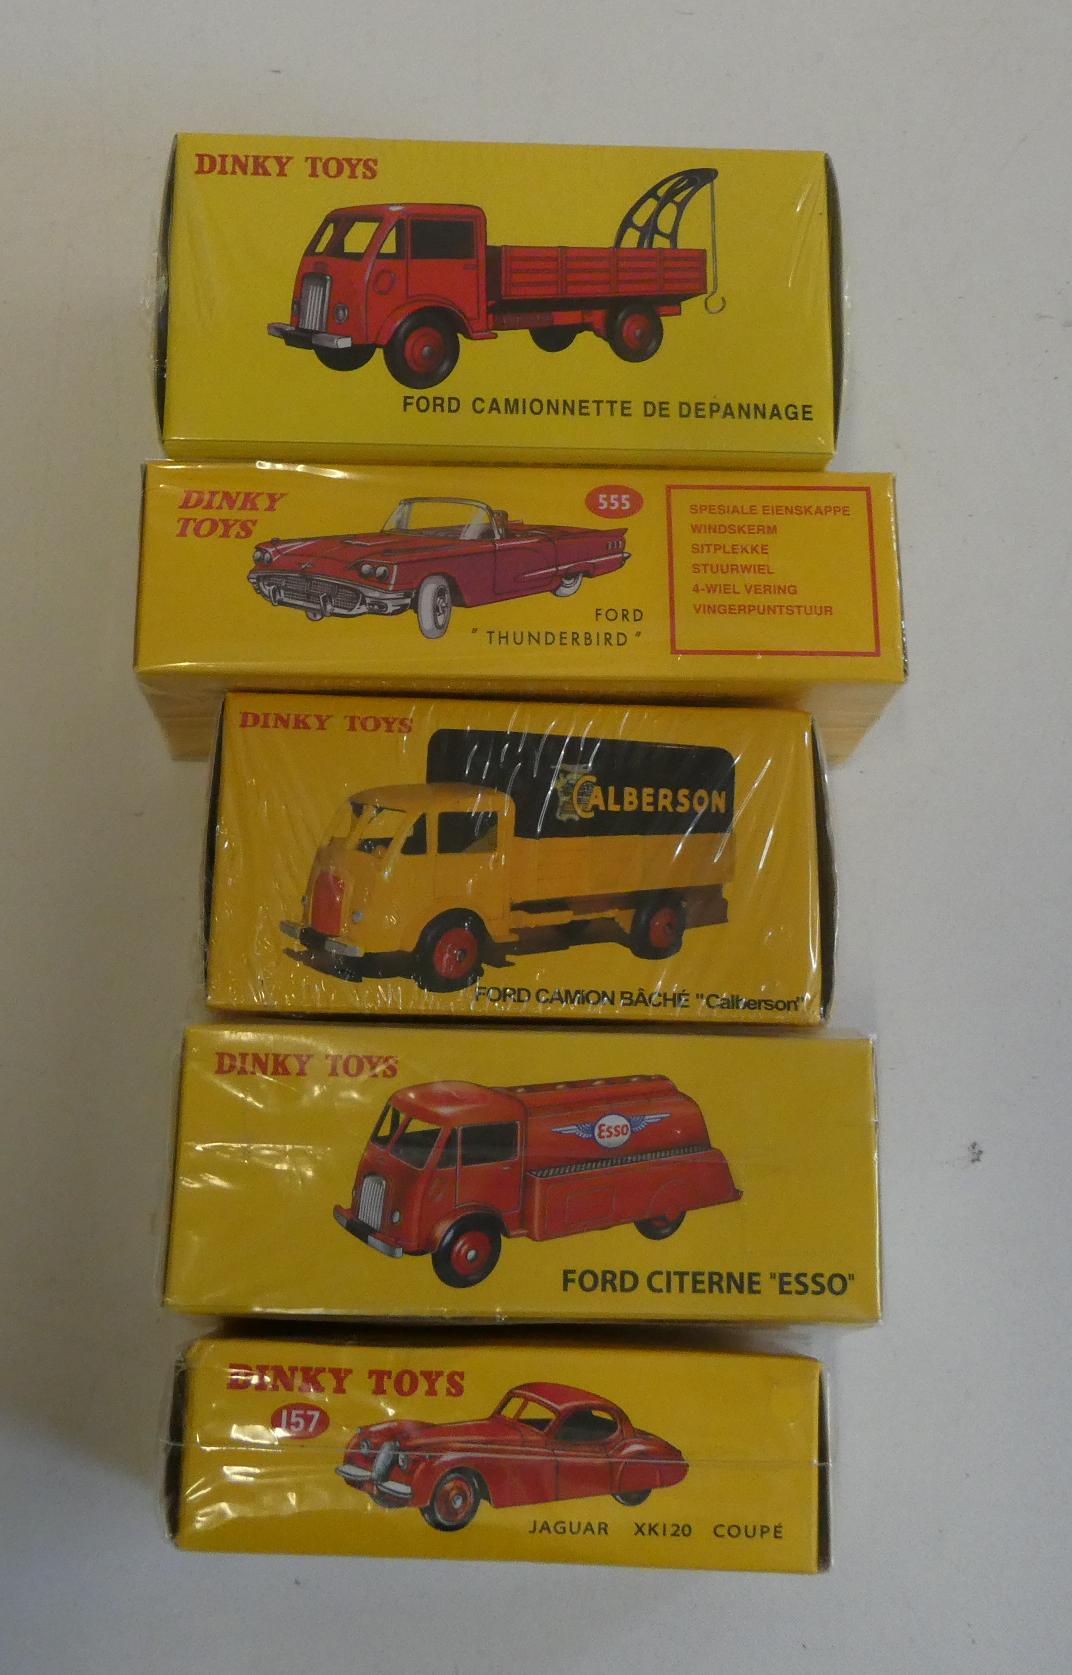 DINKY TOYS
FORD CAMIONNETTE DE DEPANNAGE
DINKY
TOYS
555
FORD
"THUNDERBIRD"
SPESIALE EIENSKAPPE
WINDSKERM
SITPLEKKE
STUURWIEL
4-WIEL VERING
VINGERPUNTSTUUR
DINKY TOYS
CALBERSON
FORD CAMION BÂCHÉ "Calberson"
DINKY TOYS
ESSO
FORD CITERNE "ESSO"
DINKY TOYS
157
JAGUAR XK120 COUPÉ